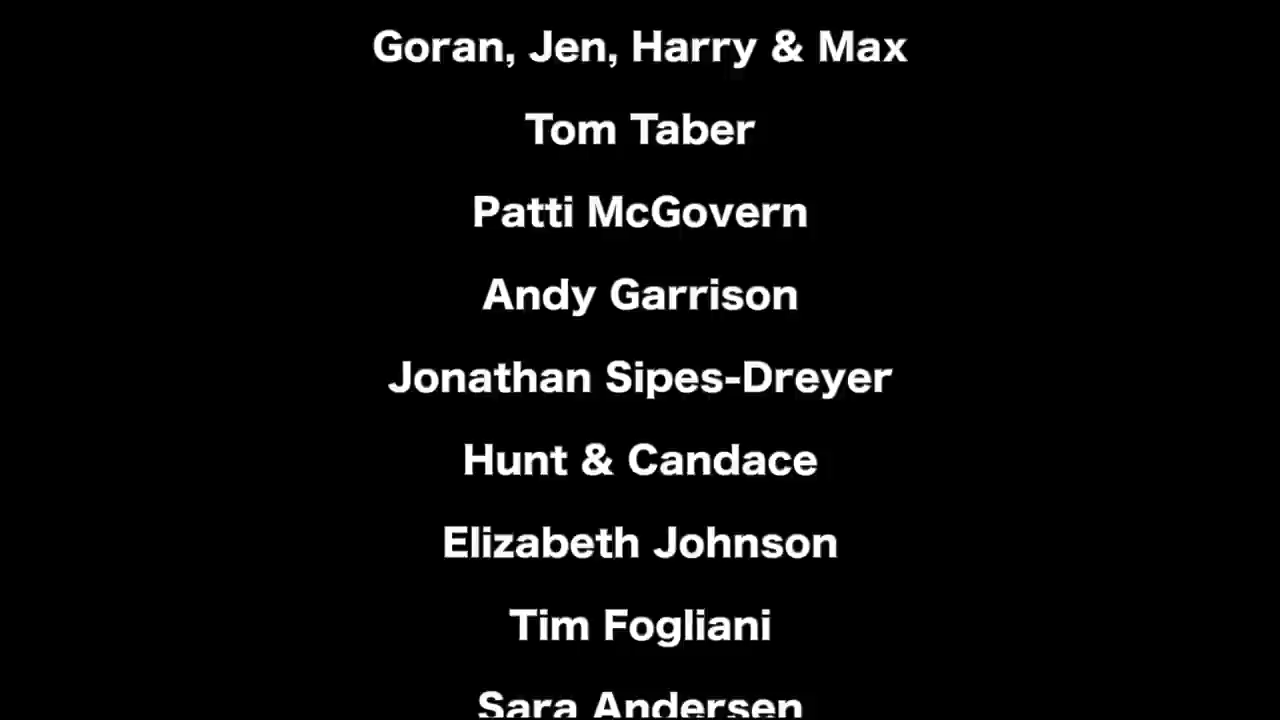 Goran, Jen, Harry & Max
Tom Taber
Patti McGovern
Andy Garrison
Jonathan Sipes-Dreyer
Hunt & Candace
Elizabeth Johnson
Tim Fogliani
Sara Andersen